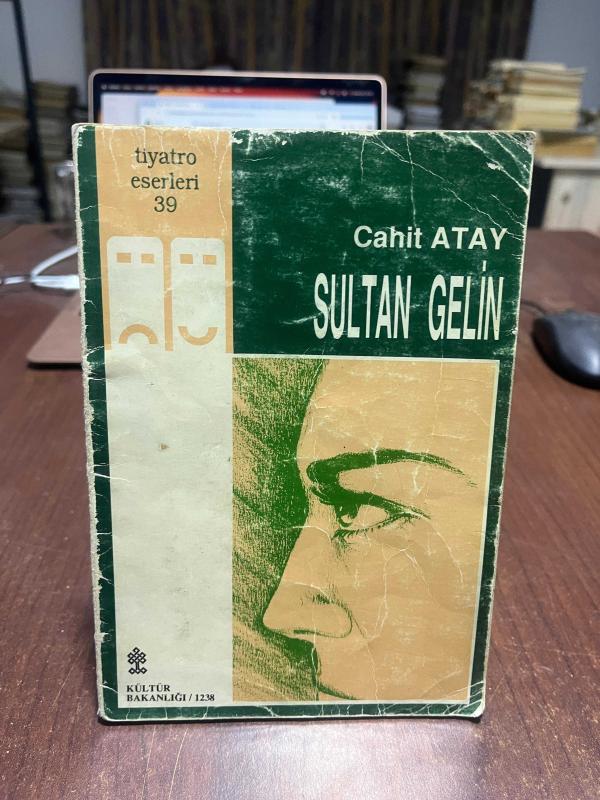 tiyatro
eserleri
39
Cahit ATAY
SULTAN GELİN
KÜLTÜR
BAKANLIĞI / 1238